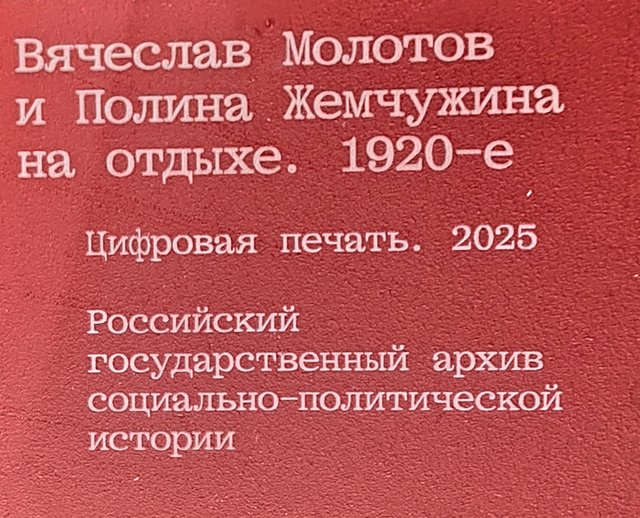 Вячеслав Молотов
и Полина Жемчужина
на отдыхе. 1920-е
Цифровая печать. 2025
Российский
государственный архив
социально-политической
истории